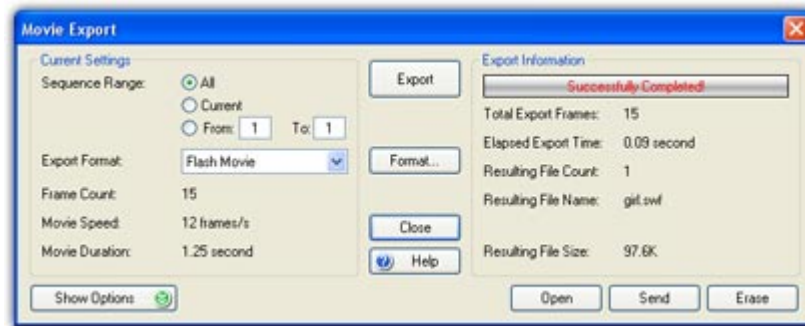 Movie Export
Current Settings
Sequence Range: All
Current
From: 1 To: 1
Export Format: Flash Movie
Frame Count: 15
Movie Speed: 12 frames/s
Movie Duration: 1.25 second
Show Options
Export
Format...
Close
Help
Export Information
Successfully Completed!
Total Export Frames: 15
Elapsed Export Time: 0.09 second
Resulting File Count: 1
Resulting File Name: girl.swf
Resulting File Size: 97.6K
Open Send Erase